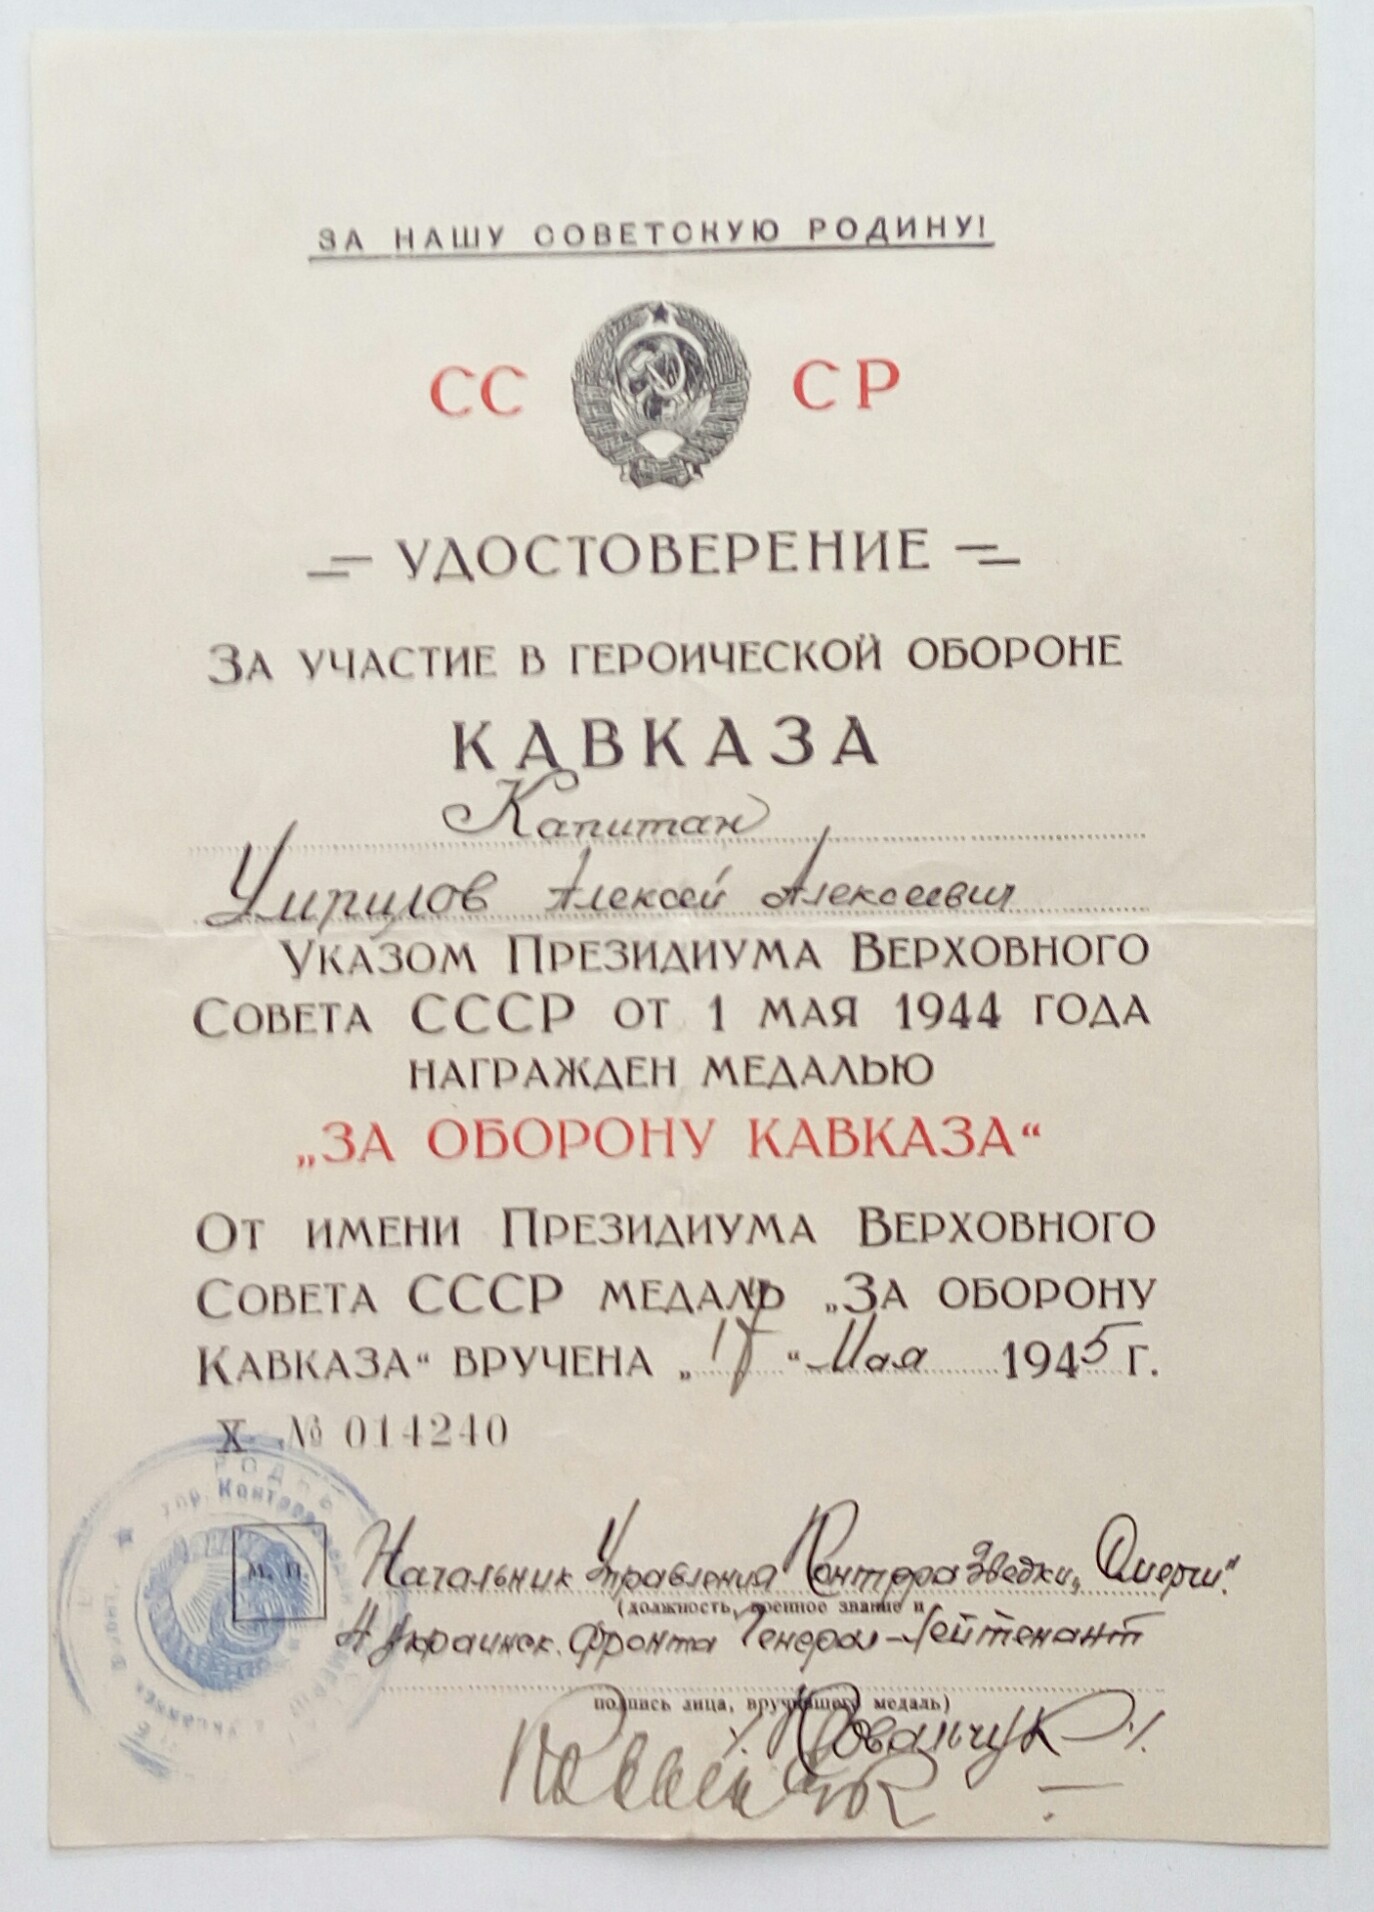 ЗА НАШУ СОВЕТСКУЮ РОДИНУ!
СС СР
УДОСТОВЕРЕНИЕ
ЗА УЧАСТИЕ В ГЕРОИЧЕСКОЙ ОБОРОНЕ
КАВКАЗА
Капитан
Чипцов Алексей Алексеевич
УКАЗОМ ПРЕЗИДИУМА ВЕРХОВНОГО
СОВЕТА СССР ОТ 1 МАЯ 1944 ГОДА
НАГРАЖДЕН МЕДАЛЬЮ
„ЗА ОБОРОНУ КАВКАЗА“
ОТ ИМЕНИ ПРЕЗИДИУМА ВЕРХОВНОГО
СОВЕТА СССР МЕДАЛЬ „ЗА ОБОРОНУ
КАВКАЗА“ ВРУЧЕНА „17“ Мая 1945 Г.
X № 014240
М. П.
Начальник Управления Контрразведки „Смерш“
(должность, военное звание и
4 Украинск. фронта Генерал-Лейтенант
подпись лица, вручившего медаль)
/Ковальчук/.